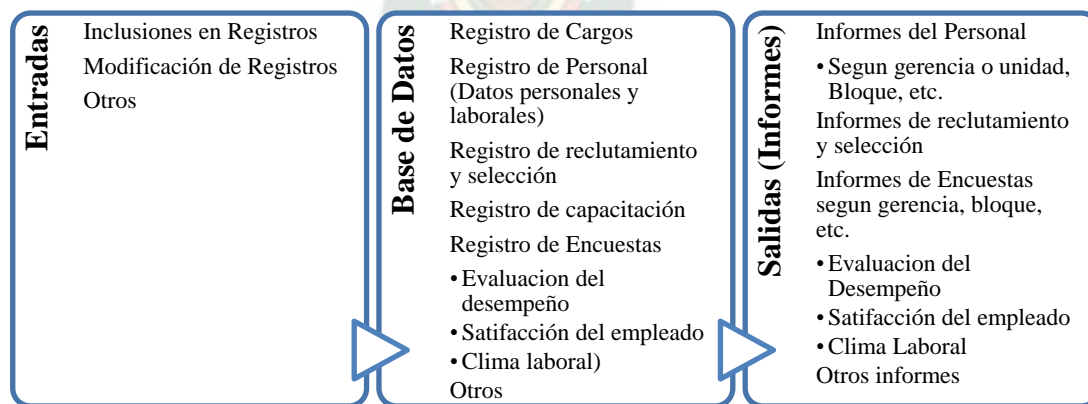 Entradas
Inclusiones en Registros
Modificación de Registros
Otros
Base de Datos
Registro de Cargos
Registro de Personal
(Datos personales y
laborales)
Registro de reclutamiento
y selección
Registro de capacitación
Registro de Encuestas
• Evaluacion del
desempeño
• Satifacción del empleado
• Clima laboral)
Otros
Salidas (Informes)
Informes del Personal
• Segun gerencia o unidad,
Bloque, etc.
Informes de reclutamiento
y selección
Informes de Encuestas
segun gerencia, bloque,
etc.
• Evaluacion del
Desempeño
• Satifacción del empleado
• Clima Laboral
Otros informes